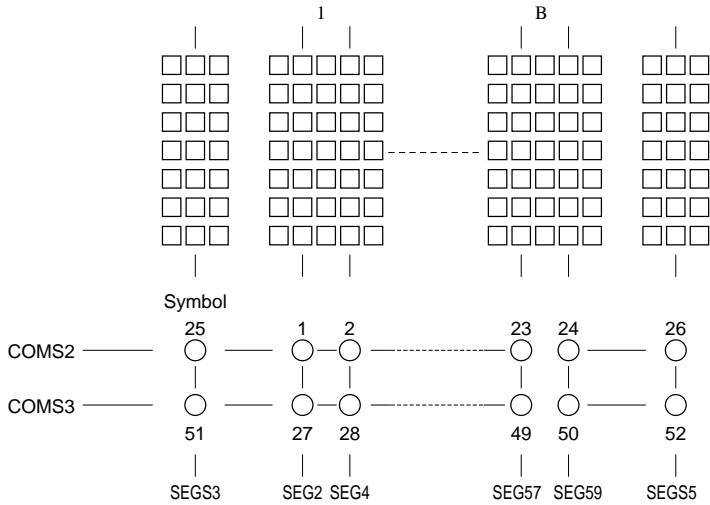 1 B
Symbol
25 1 2 23 24 26
COMS2
COMS3
51 27 28 49 50 52
SEGS3 SEG2 SEG4 SEG57 SEG59 SEGS5